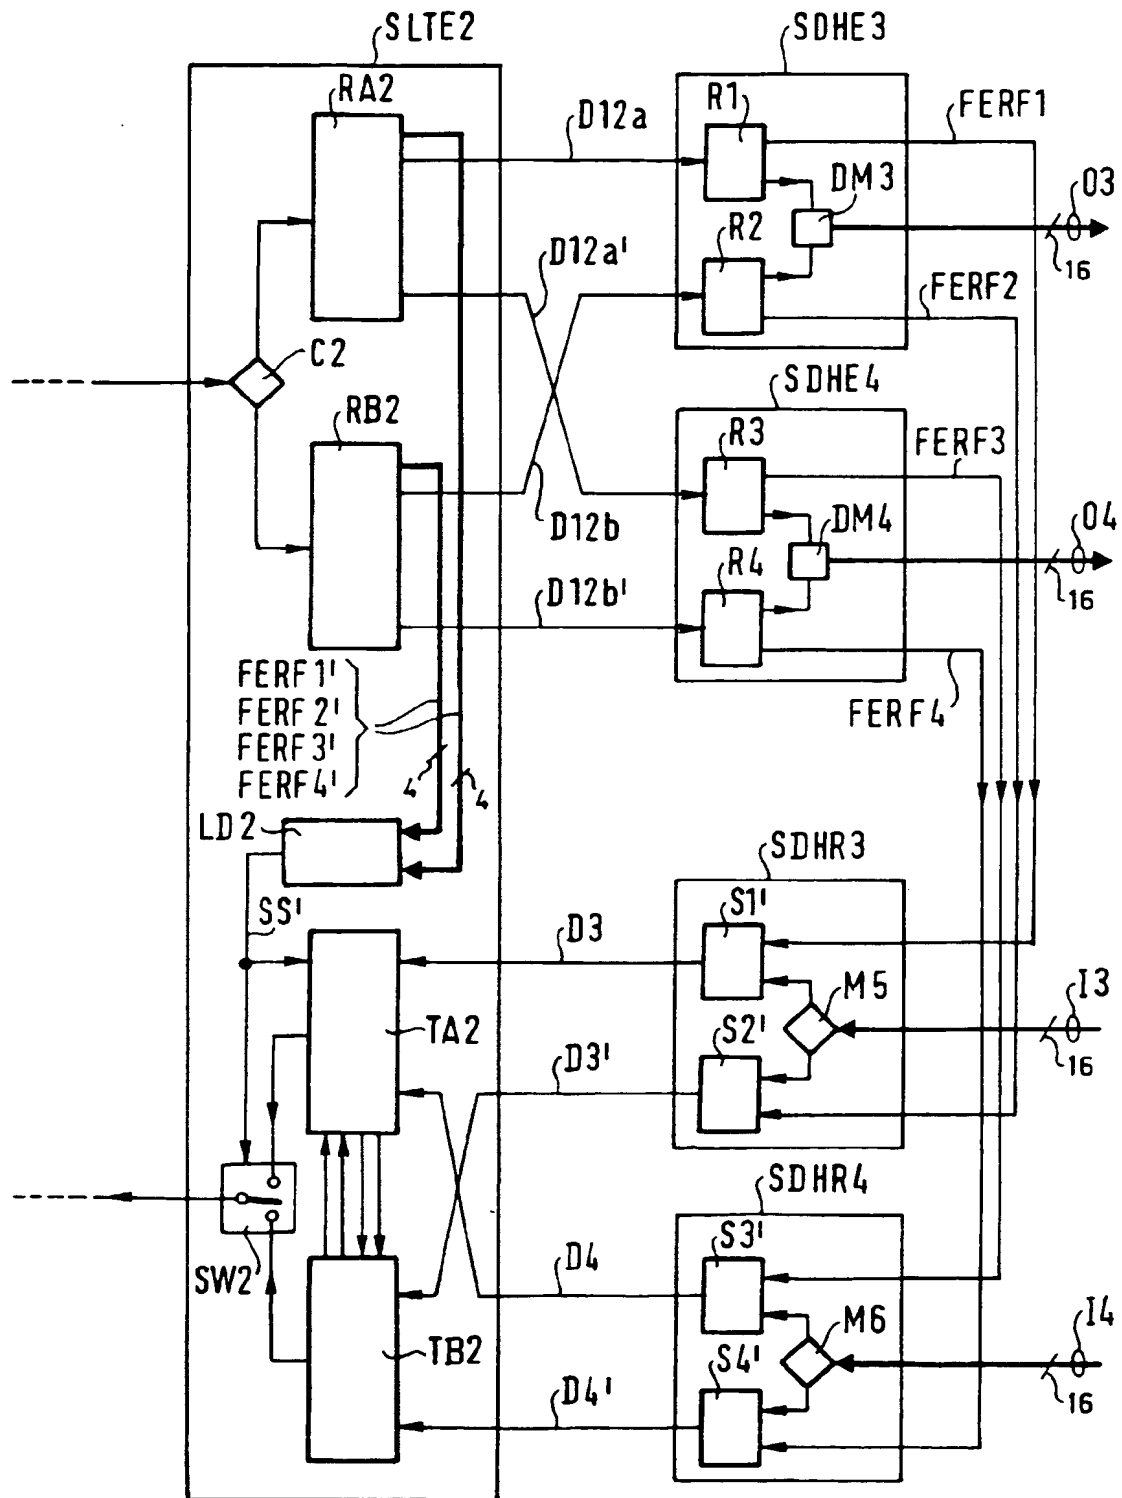 SLTE2
SDHE3
RA2
D12a
R1
FERF1
DM3
O3
16
R2
D12a'
FERF2
C2
SDHE4
RB2
R3
FERF3
DM4
O4
16
D12b
R4
D12b'
FERF1'
FERF2'
FERF3'
FERF4'
FERF4
4
4
LD2
SDHR3
SS'
S1'
D3
M5
I3
16
TA2
S2'
D3'
SDHR4
S3'
D4
SW2
M6
I4
16
TB2
S4'
D4'